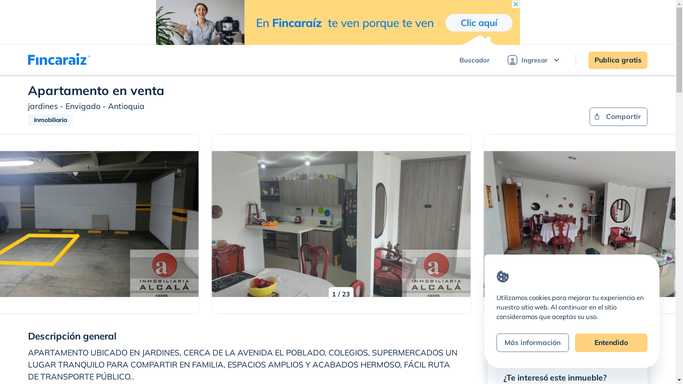 En Fincaraíz te ven porque te ven
Clic aquí
Fincaraíz
Buscador
Ingresar
Publica gratis
Apartamento en venta
jardines - Envigado - Antioquia
Inmobiliaria
Compartir
a
INMOBILIARIA
ALCALÁ
1 / 23
a
INMOBILIARIA
ALCALÁ
Utilizamos cookies para mejorar tu experiencia en
nuestro sitio web. Al continuar en el sitio
consideramos que aceptas su uso.
Más información
Entendido
Descripción general
APARTAMENTO UBICADO EN JARDINES, CERCA DE LA AVENIDA EL POBLADO, COLEGIOS, SUPERMERCADOS UN
LUGAR TRANQUILO PARA COMPARTIR EN FAMILIA, ESPACIOS AMPLIOS Y ACABADOS HERMOSO, FÁCIL RUTA
DE TRANSPORTE PÚBLICO..
¿Te interesó este inmueble?